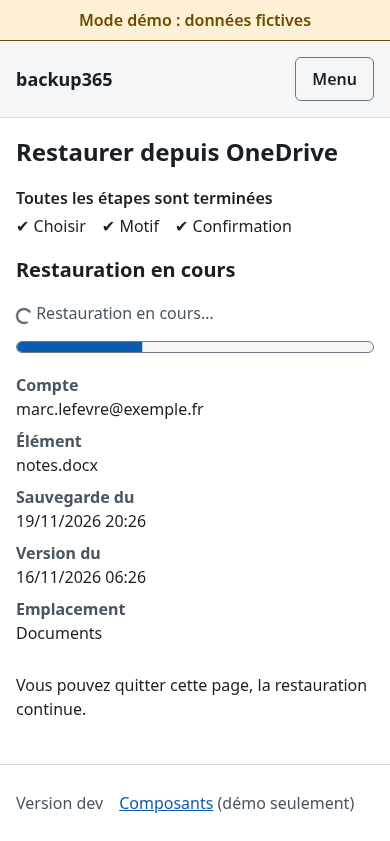 Mode démo : données fictives
backup365
Menu
Restaurer depuis OneDrive
Toutes les étapes sont terminées
✔ Choisir ✔ Motif ✔ Confirmation
Restauration en cours
Restauration en cours...
Compte
marc.lefevre@exemple.fr
Élément
notes.docx
Sauvegarde du
19/11/2026 20:26
Version du
16/11/2026 06:26
Emplacement
Documents
Vous pouvez quitter cette page, la restauration
continue.
Version dev Composants (démo seulement)